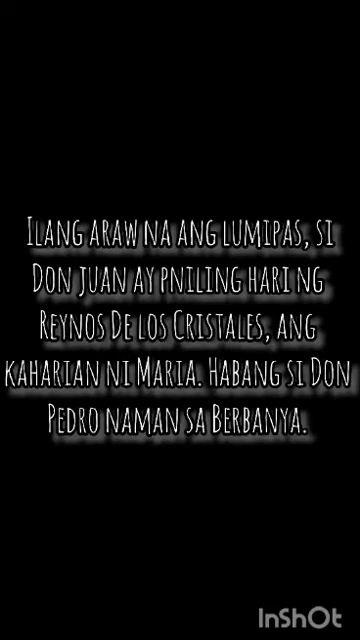 Ilang araw na ang lumipas, si
Don Juan ay pniling hari ng
Reynos De los Cristales, ang
kaharian ni Maria. Habang si Don
Pedro naman sa Berbanya.
InShOt